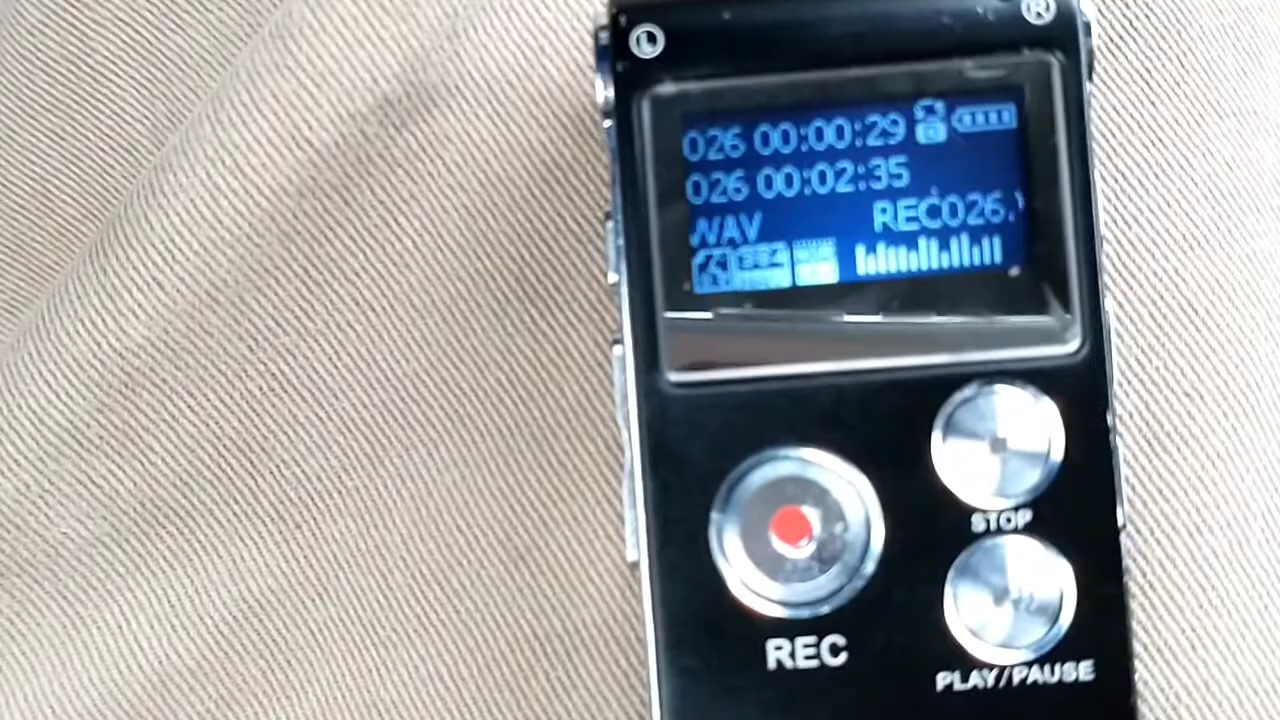 L
R
026 00:00:29
026 00:02:35
WAV REC026.
STOP
REC
PLAY/PAUSE